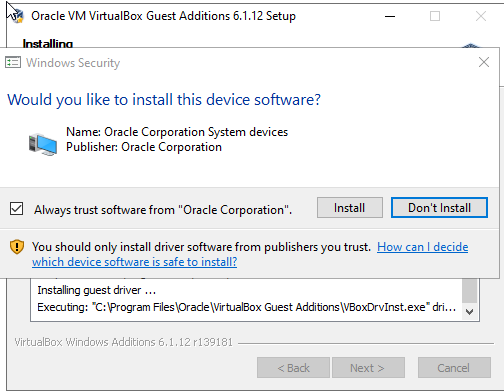 Oracle VM VirtualBox Guest Additions 6.1.12 Setup
Installing
Windows Security
Would you like to install this device software?
Name: Oracle Corporation System devices
Publisher: Oracle Corporation
Always trust software from "Oracle Corporation".
Install
Don't Install
You should only install driver software from publishers you trust. How can I decide
which device software is safe to install?
Installing guest driver ...
Executing: "C:\Program Files\Oracle\VirtualBox Guest Additions\VBoxDrvInst.exe" dri...
VirtualBox Windows Additions 6.1.12 r139181
< Back
Next >
Cancel